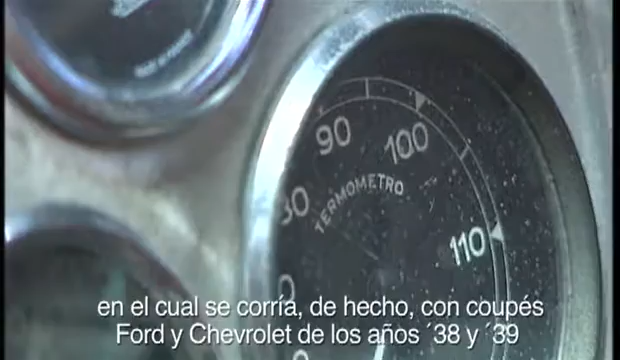 90
100
80
TERMOMETRO
110
en el cual se corría, de hecho, con coupés
Ford y Chevrolet de los años ´38 y ´39